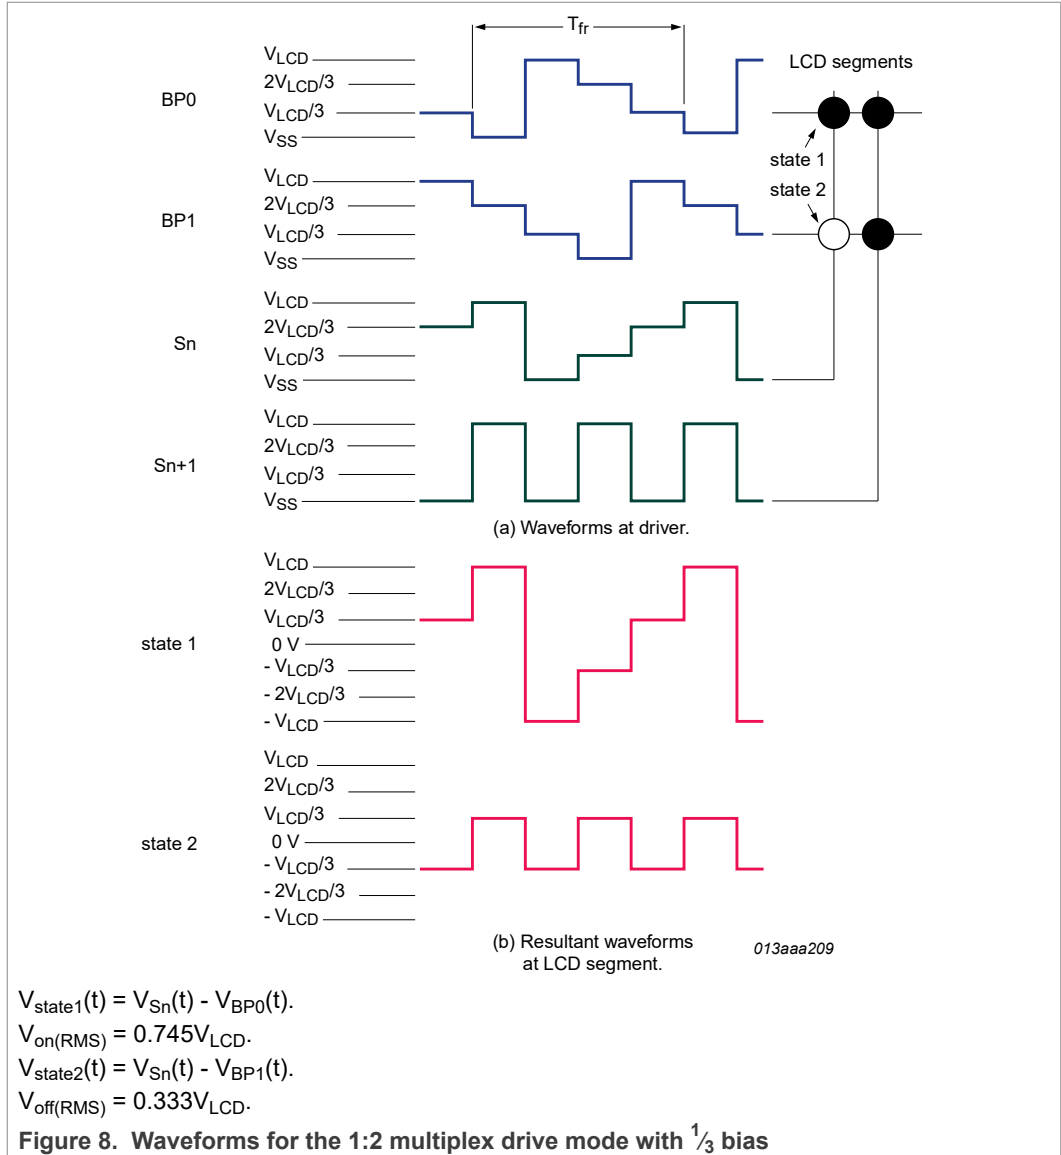 Tfr
BP0
VLCD
2VLCD/3
VLCD/3
VSS
LCD segments
state 1
state 2
BP1
VLCD
2VLCD/3
VLCD/3
VSS
Sn
VLCD
2VLCD/3
VLCD/3
VSS
Sn+1
VLCD
2VLCD/3
VLCD/3
VSS
(a) Waveforms at driver.
state 1
VLCD
2VLCD/3
VLCD/3
0 V
- VLCD/3
- 2VLCD/3
- VLCD
state 2
VLCD
2VLCD/3
VLCD/3
0 V
- VLCD/3
- 2VLCD/3
- VLCD
(b) Resultant waveforms
at LCD segment.
013aaa209
Vstate1(t) = VSn(t) - VBP0(t).
Von(RMS) = 0.745VLCD.
Vstate2(t) = VSn(t) - VBP1(t).
Voff(RMS) = 0.333VLCD.
Figure 8. Waveforms for the 1:2 multiplex drive mode with 1/3 bias